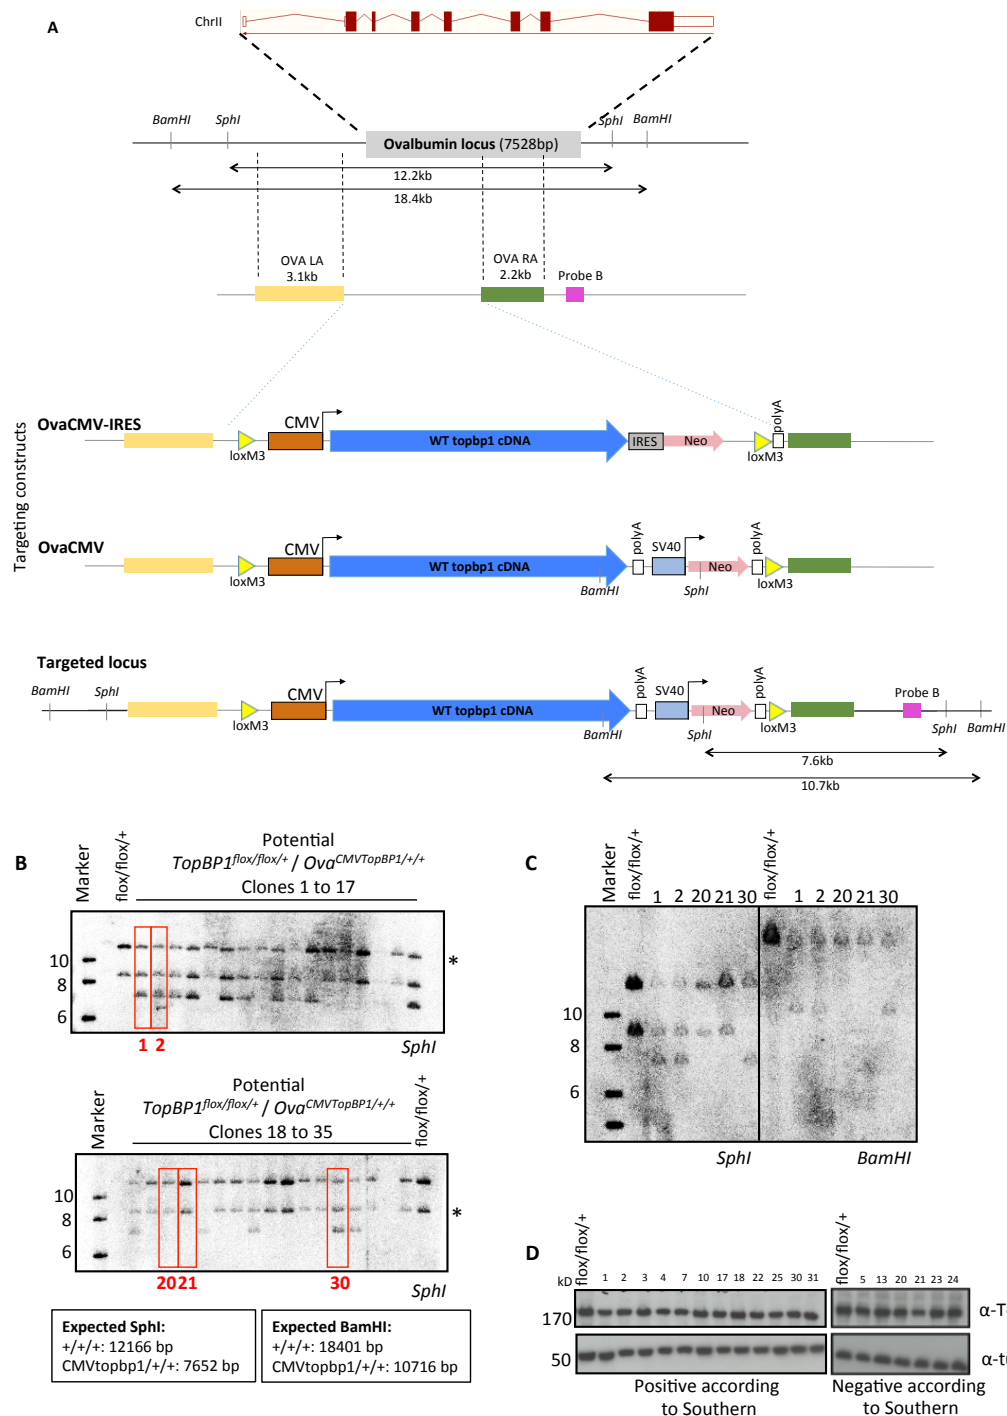 A
ChrII
BamHI
SphI
SphI
BamHI
Ovalbumin locus (7528bp)
12.2kb
18.4kb
OVA LA
3.1kb
OVA RA
2.2kb
Probe B
Targeting constructs
OvaCMV-IRES
CMV
WT topbp1 cDNA
IRES
Neo
loxM3
loxM3
polyA
OvaCMV
CMV
WT topbp1 cDNA
polyA
SV40
Neo
polyA
loxM3
loxM3
BamHI
SphI
Targeted locus
BamHI
SphI
CMV
WT topbp1 cDNA
polyA
SV40
Neo
polyA
Probe B
loxM3
loxM3
BamHI
SphI
SphI
BamHI
7.6kb
10.7kb
B
Marker
flox/flox/+
Potential
TopBP1flox/flox/+ / OvaCMVTopBP1/+/+
Clones 1 to 17
10
8
6
*
1 2
SphI
Marker
Potential
TopBP1flox/flox/+ / OvaCMVTopBP1/+/+
Clones 18 to 35
flox/flox/+
10
8
6
*
20 21 30
SphI
Expected SphI:
+/+/+: 12166 bp
CMVtopbp1/+/+: 7652 bp
Expected BamHI:
+/+/+: 18401 bp
CMVtopbp1/+/+: 10716 bp
C
Marker
flox/flox/+
1 2 20 21 30
flox/flox/+
1 2 20 21 30
10
8
6
SphI
BamHI
D
kD
flox/flox/+
1 2 3 4 7 10 17 18 22 25 30 31
flox/flox/+
5 13 20 21 23 24
170
α-T
50
α-tu
Positive according
to Southern
Negative according
to Southern